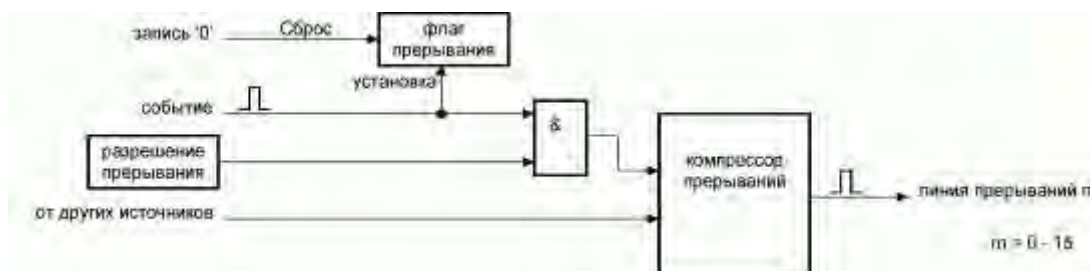 запись '0'
Сброс
флаг
прерывания
установка
событие
&
разрешение
прерывания
компрессор
прерываний
от других источников
линия прерываний
m = 0 - 15